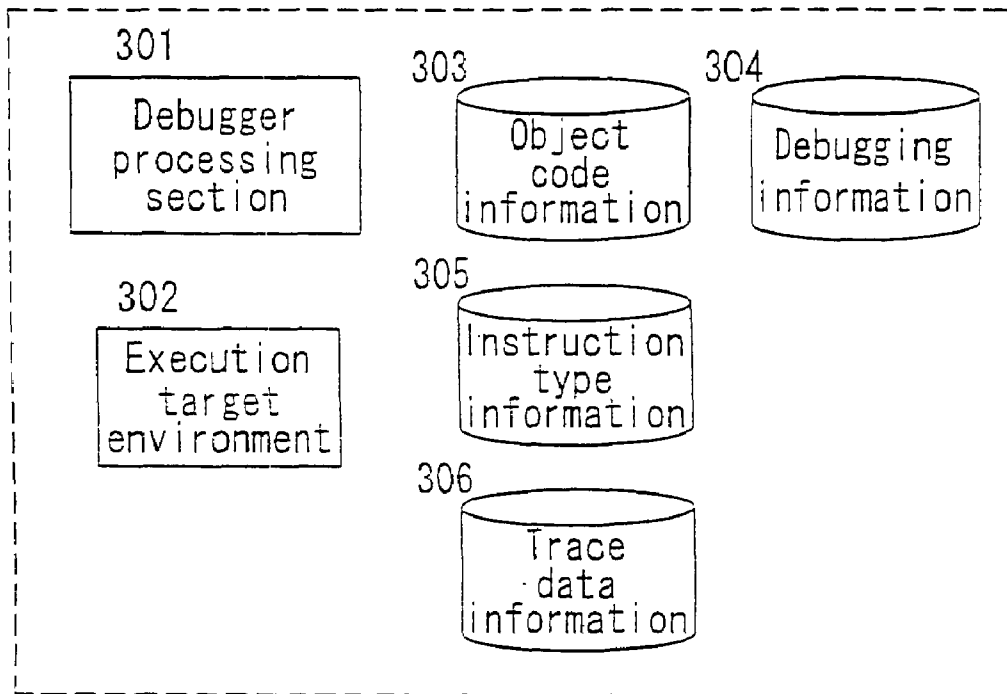 301
Debugger
processing
section
302
Execution
target
environment
303
Object
code
information
304
Debugging
information
305
Instruction
type
information
306
Trace
data
information